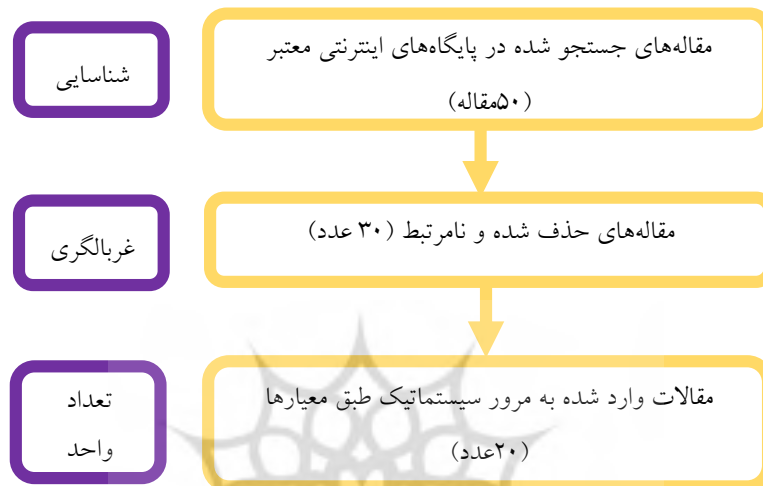 شناسایی
مقاله‌های جستجو شده در پایگاه‌های اینترنتی معتبر
(۵۰مقاله)
غربالگری
مقاله‌های حذف شده و نامرتبط (۳۰ عدد)
تعداد
واحد
مقالات وارد شده به مرور سیستماتیک طبق معیارها
(۲۰عدد)